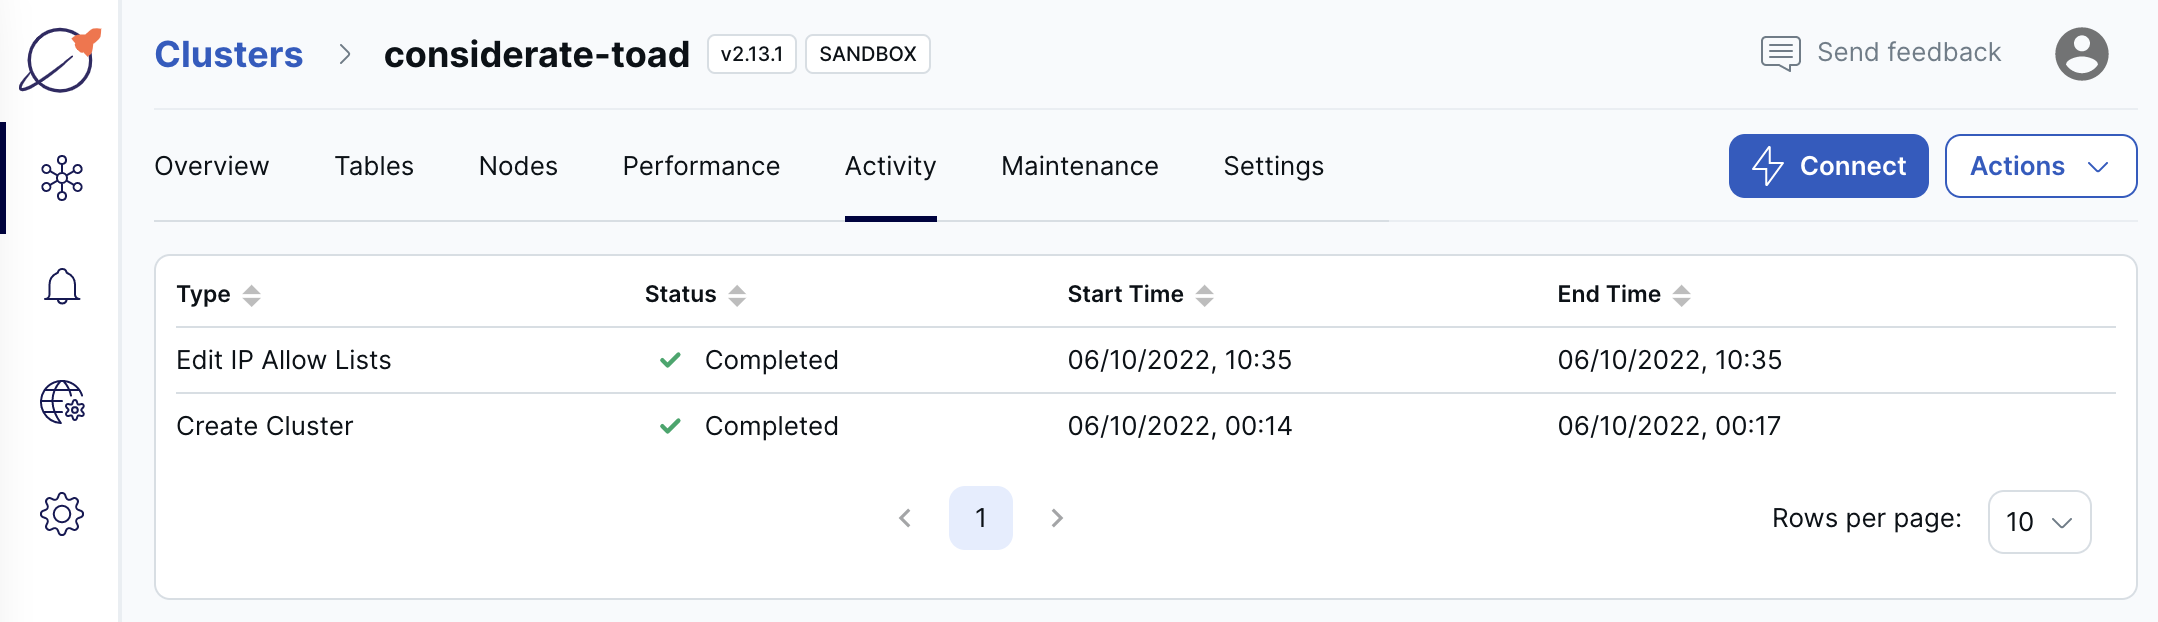 Clusters > considerate-toad v2.13.1 SANDBOX Send feedback
Overview Tables Nodes Performance Activity Maintenance Settings Connect Actions
Type Status Start Time End Time
Edit IP Allow Lists Completed 06/10/2022, 10:35 06/10/2022, 10:35
Create Cluster Completed 06/10/2022, 00:14 06/10/2022, 00:17
1 Rows per page: 10